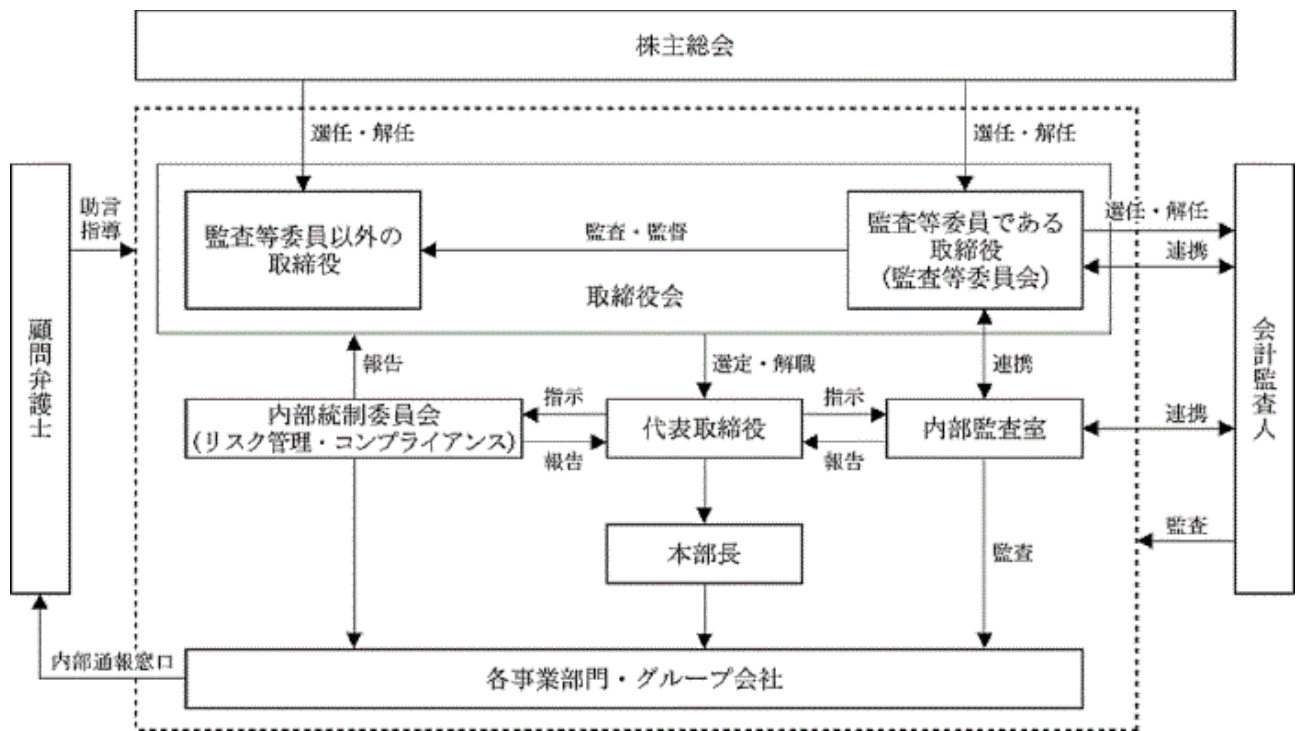 株主総会
選任・解任
選任・解任
助言
指導
監査等委員以外の
取締役
監査・監督
監査等委員である
取締役
(監査等委員会)
選任・解任
連携
取締役会
顧問弁護士
会計監査人
報告
選定・解職
連携
内部統制委員会
(リスク管理・コンプライアンス)
指示
報告
代表取締役
指示
報告
内部監査室
連携
本部長
監査
監査
内部通報窓口
各事業部門・グループ会社